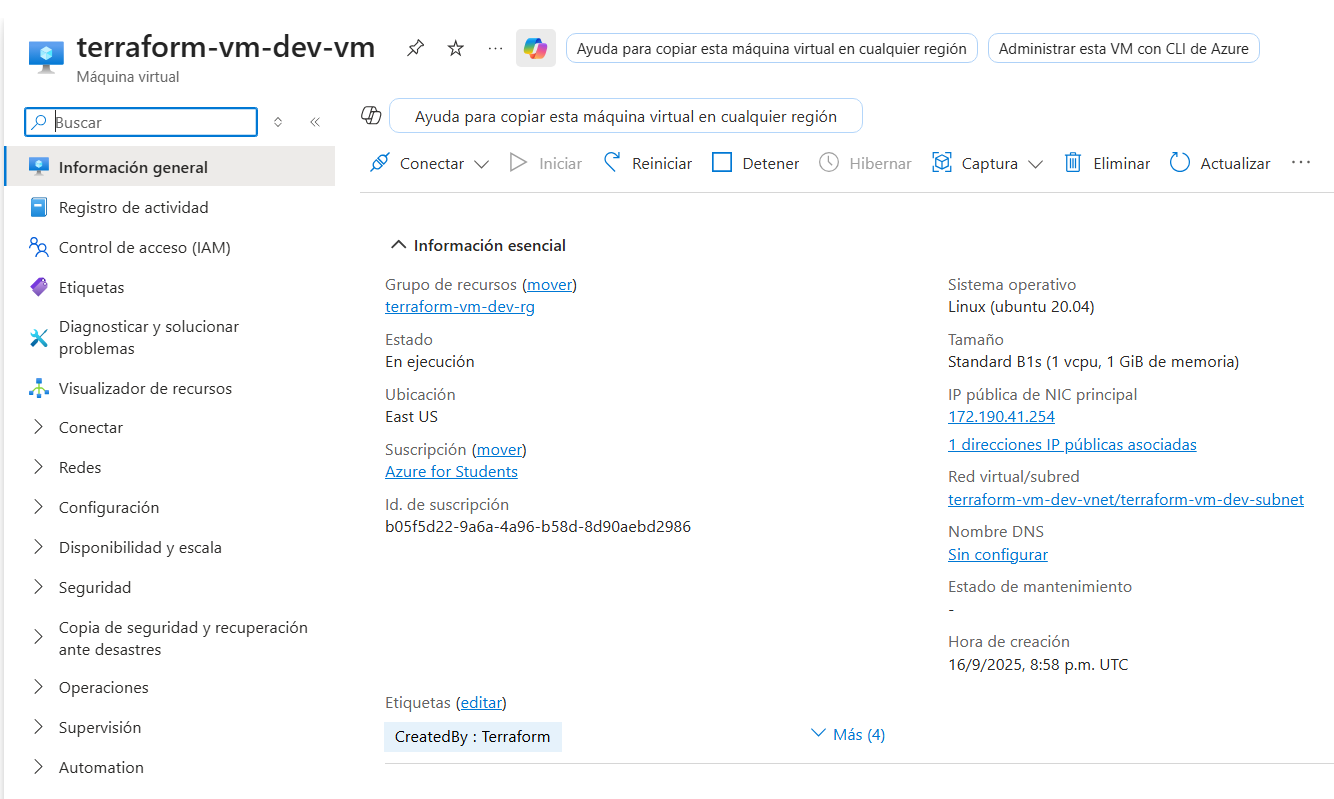 terraform-vm-dev-vm
Máquina virtual
Ayuda para copiar esta máquina virtual en cualquier región
Administrar esta VM con CLI de Azure
Buscar
Información general
Registro de actividad
Control de acceso (IAM)
Etiquetas
Diagnosticar y solucionar
problemas
Visualizador de recursos
Conectar
Redes
Configuración
Disponibilidad y escala
Seguridad
Copia de seguridad y recuperación
ante desastres
Operaciones
Supervisión
Automation
Ayuda para copiar esta máquina virtual en cualquier región
Conectar Iniciar Reiniciar Detener Hibernar Captura Eliminar Actualizar ...
Información esencial
Grupo de recursos (mover)
terraform-vm-dev-rg
Estado
En ejecución
Ubicación
East US
Suscripción (mover)
Azure for Students
Id. de suscripción
b05f5d22-9a6a-4a96-b58d-8d90aebd2986
Sistema operativo
Linux (ubuntu 20.04)
Tamaño
Standard B1s (1 vcpu, 1 GiB de memoria)
IP pública de NIC principal
172.190.41.254
1 direcciones IP públicas asociadas
Red virtual/subred
terraform-vm-dev-vnet/terraform-vm-dev-subnet
Nombre DNS
Sin configurar
Estado de mantenimiento
-
Hora de creación
16/9/2025, 8:58 p.m. UTC
Etiquetas (editar)
CreatedBy : Terraform
Más (4)